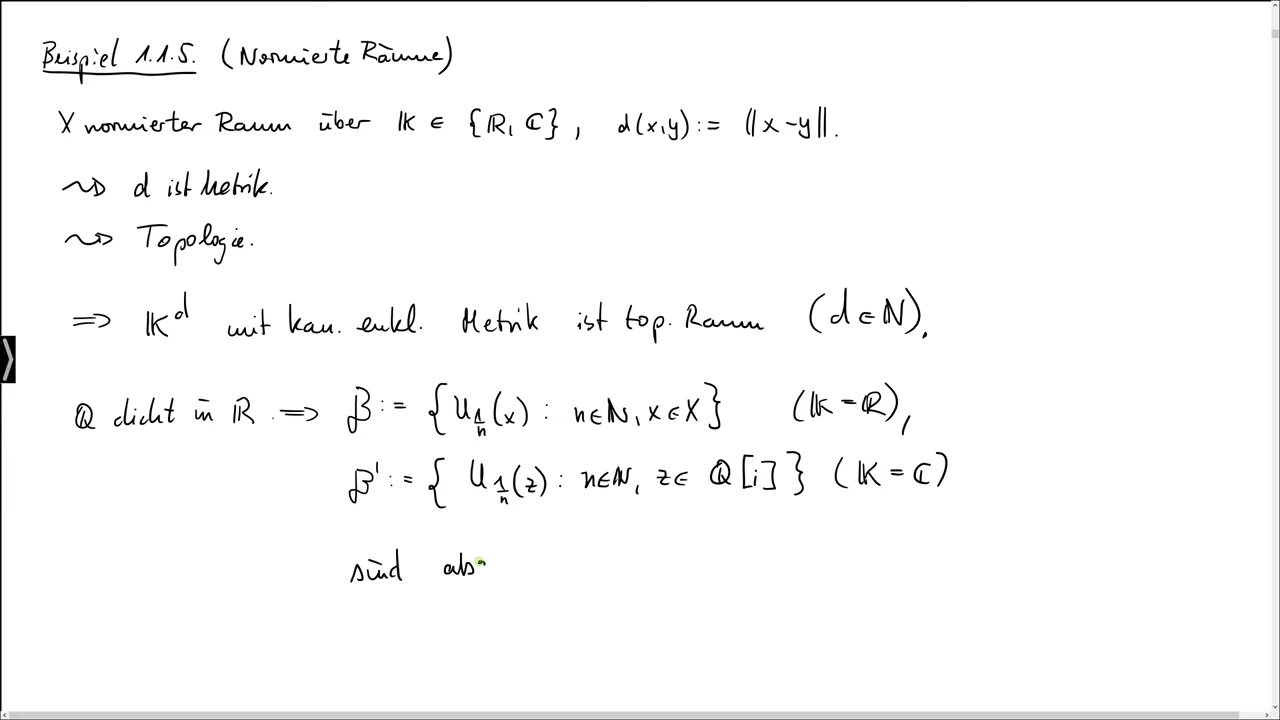 Beispiel 1.1.5. (Normierte Räume)
X normierter Raum über 𝕂 ∈ {ℝ, ℂ}, d(x,y) := ‖x-y‖.
⇝ d ist Metrik.
⇝ Topologie.
⇒ 𝕂^d mit kan. eukl. Metrik ist top. Raum (d∈ℕ).
ℚ dicht in ℝ. ⇒ β := {U_{1/n}(x) : n∈ℕ, x∈X} (𝕂=ℝ),
β' := { U_{1/n}(z) : n∈ℕ, z∈ ℚ[i] } (𝕂=ℂ)
sind abs